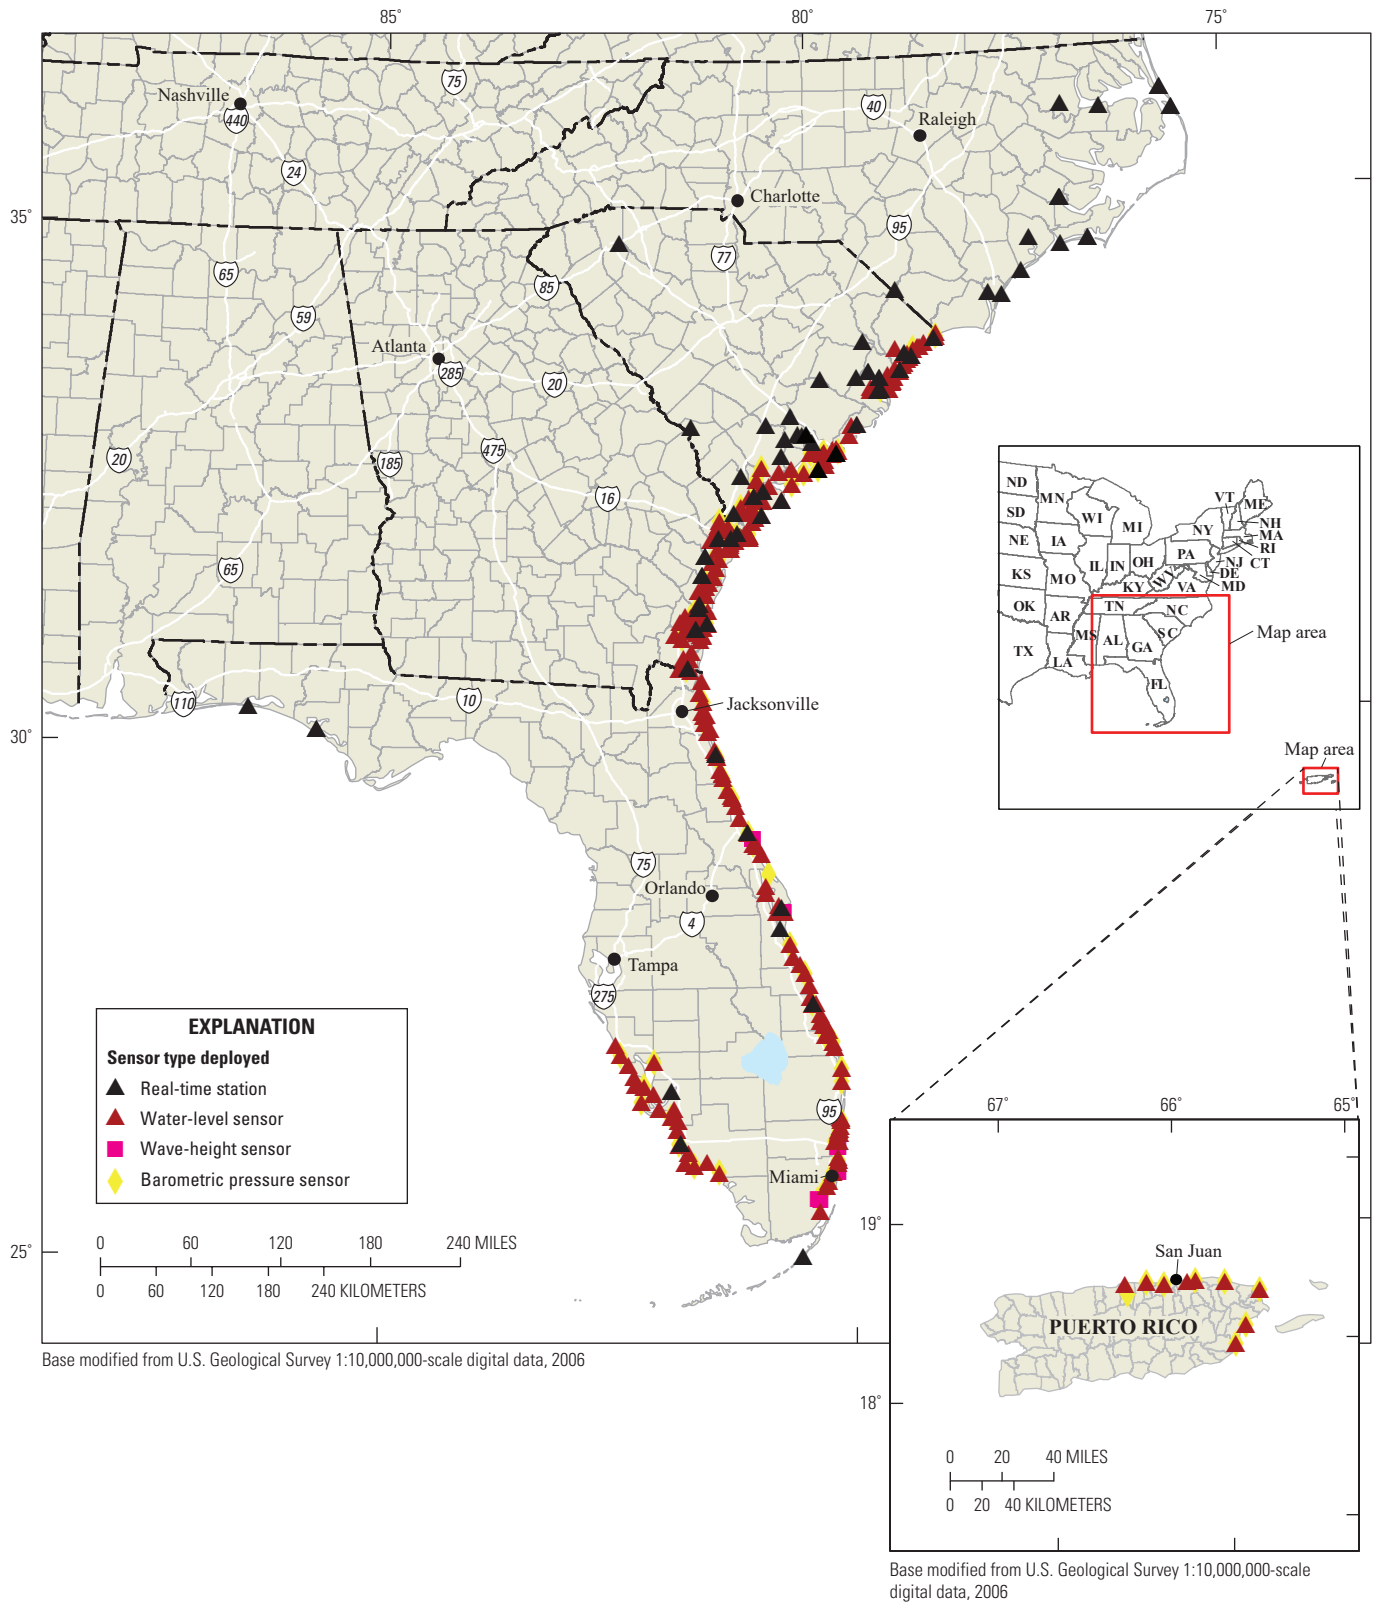 85°
80°
75°
35°
30°
25°
Nashville
440
75
24
40
Raleigh
Charlotte
95
77
65
85
59
Atlanta
285
20
20
475
185
16
65
110
10
Jacksonville
75
Orlando
4
Tampa
275
95
Miami
EXPLANATION
Sensor type deployed
Real-time station
Water-level sensor
Wave-height sensor
Barometric pressure sensor
0 60 120 180 240 MILES
0 60 120 180 240 KILOMETERS
Base modified from U.S. Geological Survey 1:10,000,000-scale digital data, 2006
ND
MN
SD
WI
MI
VT
ME
NY
NH
MA
RI
CT
NE
IA
PA
NJ
IL
IN
OH
DE
MD
KS
MO
KY
WV
VA
OK
AR
TN
NC
SC
MS
AL
GA
TX
LA
FL
Map area
Map area
67°
66°
65°
19°
18°
San Juan
PUERTO RICO
0 20 40 MILES
0 20 40 KILOMETERS
Base modified from U.S. Geological Survey 1:10,000,000-scale
digital data, 2006